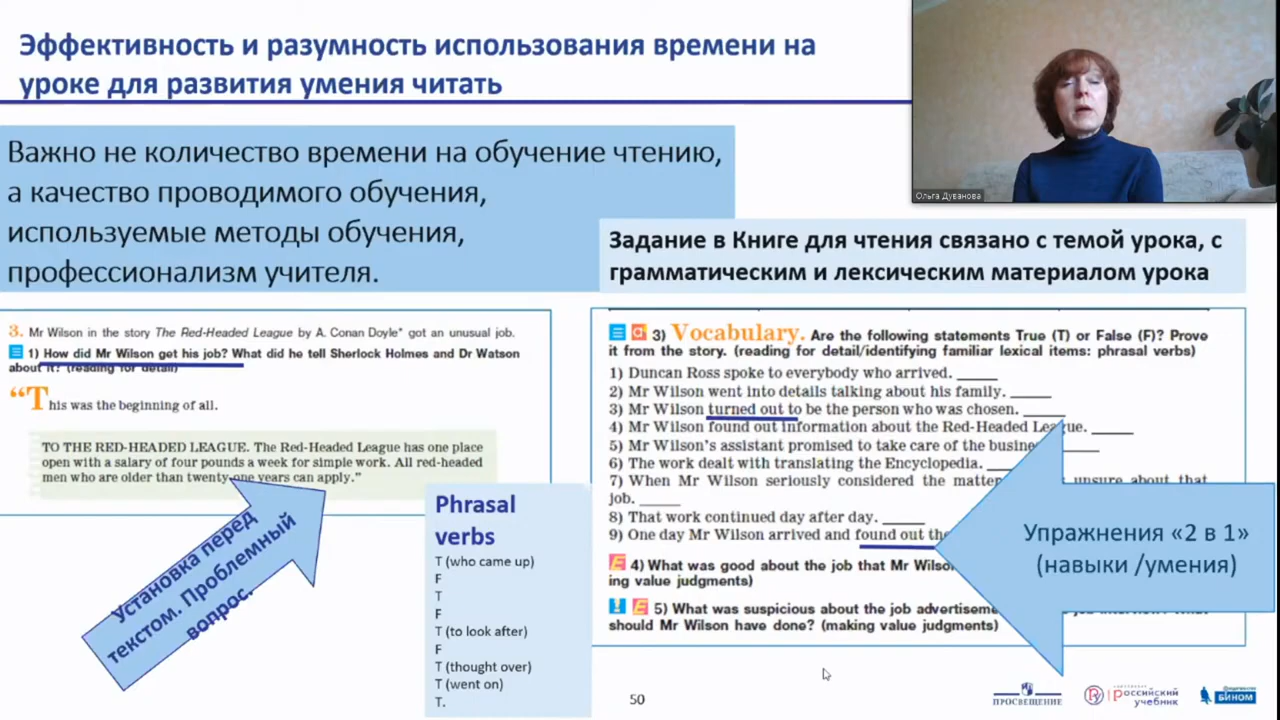 Эффективность и разумность использования времени на
уроке для развития умения читать
Ольга Дуванова
Важно не количество времени на обучение чтению,
а качество проводимого обучения,
используемые методы обучения,
профессионализм учителя.
Задание в Книге для чтения связано с темой урока, с
грамматическим и лексическим материалом урока
3. Mr Wilson in the story The Red-Headed League by A. Conan Doyle* got an unusual job.
1) How did Mr Wilson get his job? What did he tell Sherlock Holmes and Dr Watson
about it? (reading for detail)
“This was the beginning of all.
TO THE RED-HEADED LEAGUE. The Red-Headed League has one place
open with a salary of four pounds a week for simple work. All red-headed
men who are older than twenty-one years can apply.”
Установка перед
текстом. Проблемный
вопрос.
Phrasal
verbs
T (who came up)
F
T
F
T (to look after)
F
T (thought over)
T (went on)
T.
3) Vocabulary. Are the following statements True (T) or False (F)? Prove
it from the story. (reading for detail/identifying familiar lexical items: phrasal verbs)
1) Duncan Ross spoke to everybody who arrived. _____
2) Mr Wilson went into details talking about his family. _____
3) Mr Wilson turned out to be the person who was chosen. _____
4) Mr Wilson found out information about the Red-Headed League. _____
5) Mr Wilson’s assistant promised to take care of the busine
6) The work dealt with translating the Encyclopedia.
7) When Mr Wilson seriously considered the matter unsure about that
job. _____
8) That work continued day after day. _____
9) One day Mr Wilson arrived and found out the
4) What was good about the job that Mr Wilso
ing value judgments)
5) What was suspicious about the job advertiseme
should Mr Wilson have done? (making value judgments)
Упражнения «2 в 1»
(навыки /умения)
50
ПРОСВЕЩЕНИЕ
российский
учебник
БИНОМ